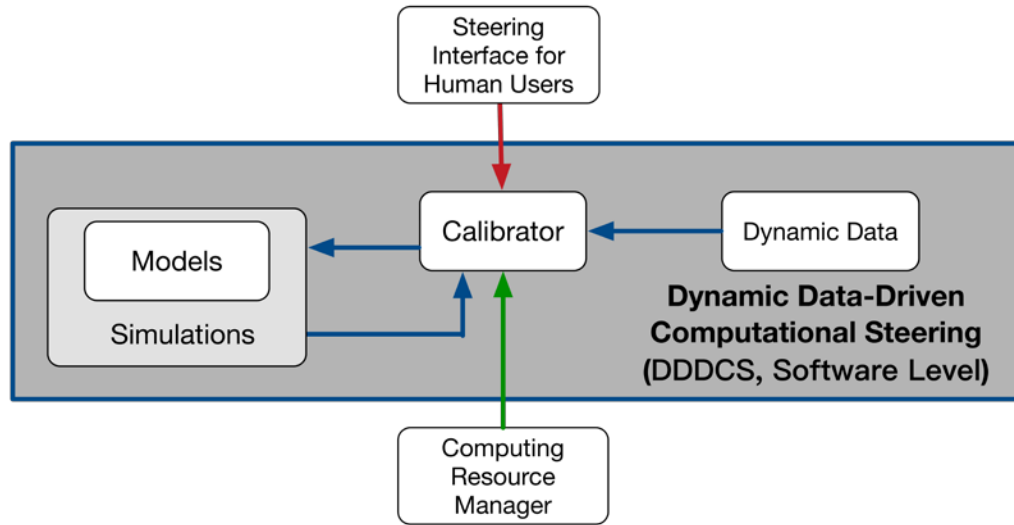 Steering
Interface for
Human Users
Calibrator
Dynamic Data
Models
Simulations
Dynamic Data-Driven
Computational Steering
(DDDCS, Software Level)
Computing
Resource
Manager